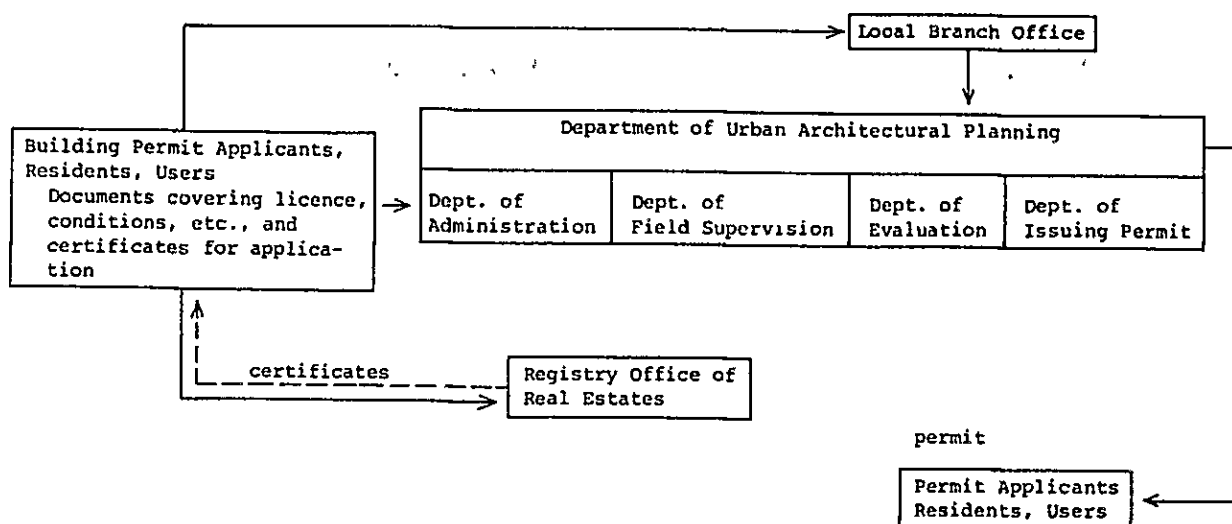 Local Branch Office
Department of Urban Architectural Planning
Building Permit Applicants,
Residents, Users
Documents covering licence,
conditions, etc., and
certificates for applica-
tion
Dept. of
Administration
Dept. of
Field Supervision
Dept. of
Evaluation
Dept. of
Issuing Permit
certificates
Registry Office of
Real Estates
permit
Permit Applicants
Residents, Users